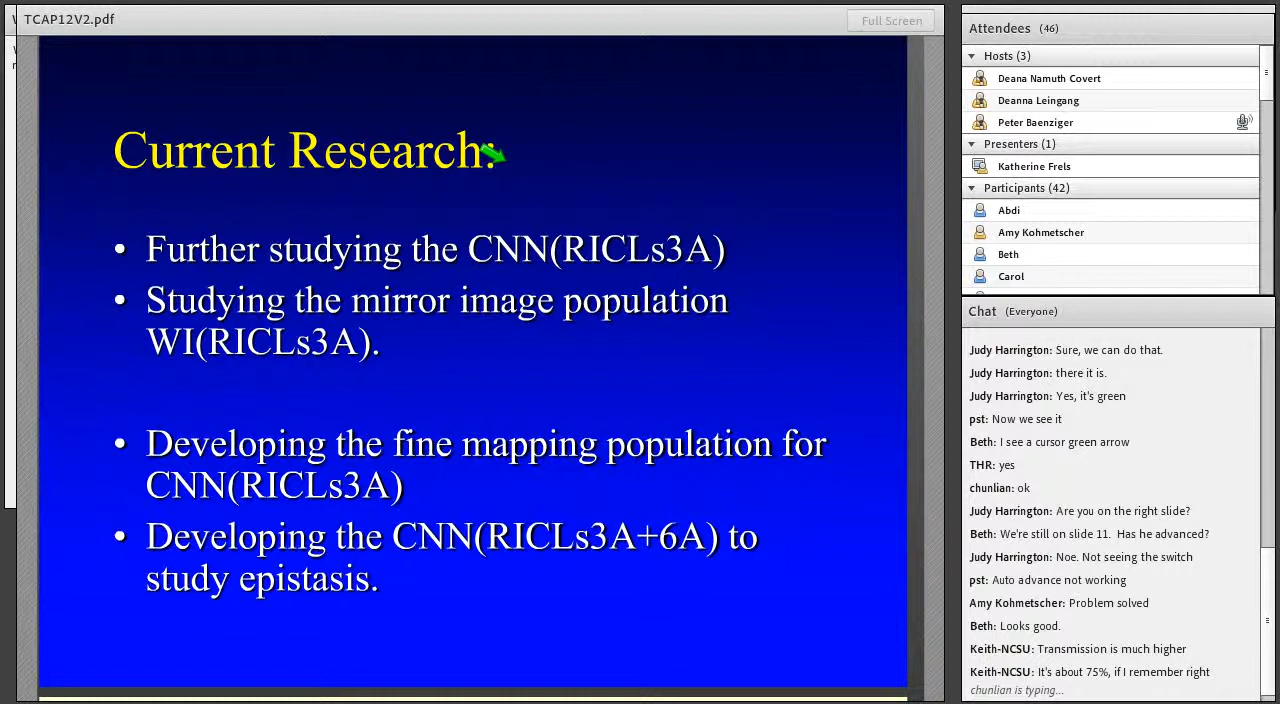 TCAP12V2.pdf
Full Screen
Current Research:
• Further studying the CNN(RICLs3A)
• Studying the mirror image population
WI(RICLs3A).
• Developing the fine mapping population for
CNN(RICLs3A)
• Developing the CNN(RICLs3A+6A) to
study epistasis.
Attendees (46)
Hosts (3)
Deana Namuth Covert
Deanna Leingang
Peter Baenziger
Presenters (1)
Katherine Frels
Participants (42)
Abdi
Amy Kohmetscher
Beth
Carol
Chat (Everyone)
Judy Harrington: Sure, we can do that.
Judy Harrington: there it is.
Judy Harrington: Yes, it's green
pst: Now we see it
Beth: I see a cursor green arrow
THR: yes
chunlian: ok
Judy Harrington: Are you on the right slide?
Beth: We're still on slide 11. Has he advanced?
Judy Harrington: Noe. Not seeing the switch
pst: Auto advance not working
Amy Kohmetscher: Problem solved
Beth: Looks good.
Keith-NCSU: Transmission is much higher
Keith-NCSU: It's about 75%, if I remember right
chunlian is typing...